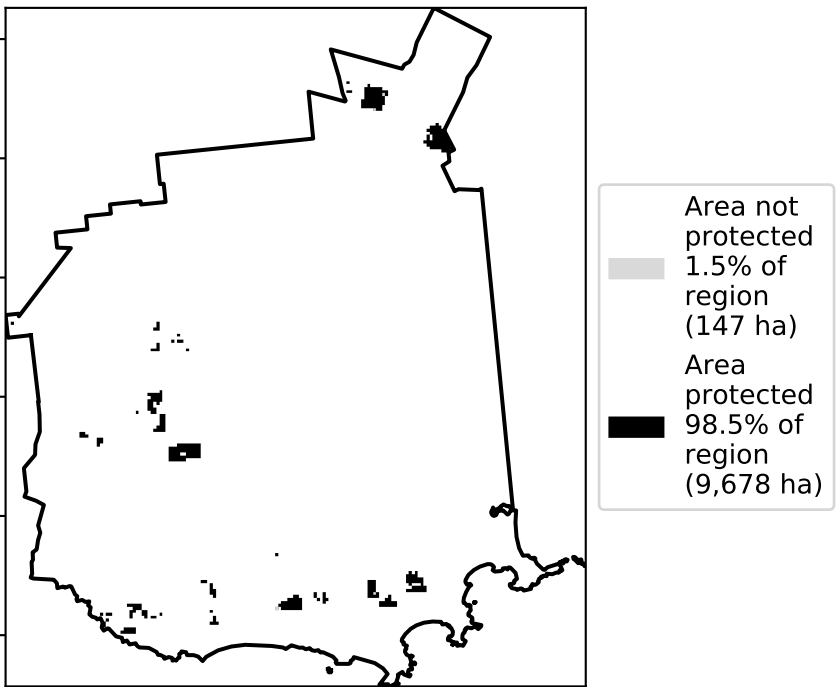 Area not
protected
1.5% of
region
(147 ha)
Area
protected
98.5% of
region
(9,678 ha)